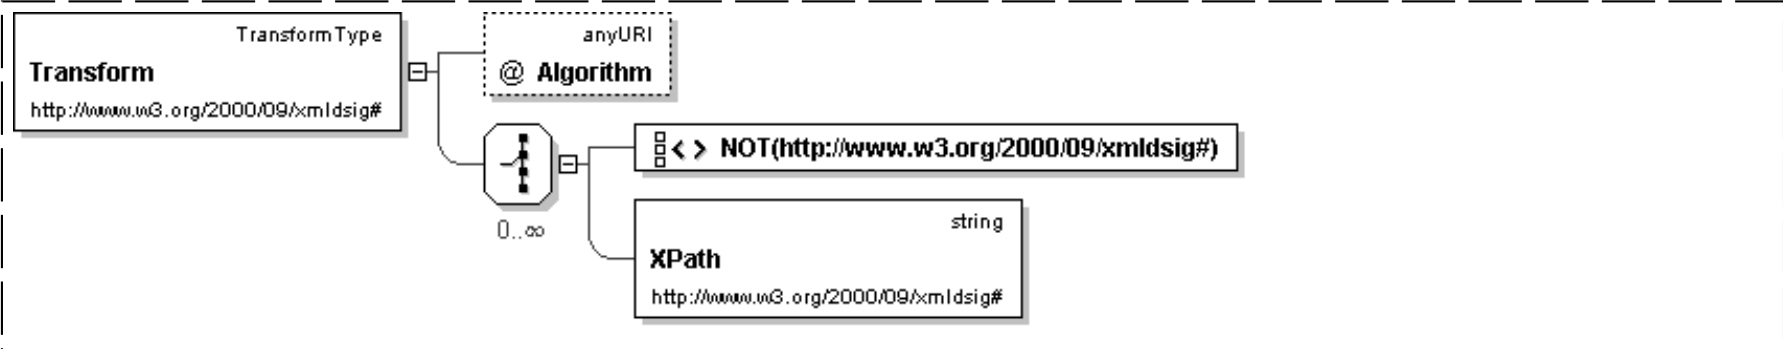 TransformType
Transform
http://www.w3.org/2000/09/xmldsig#
anyURI
@ Algorithm
0..∞
< > NOT(http://www.w3.org/2000/09/xmldsig#)
string
XPath
http://www.w3.org/2000/09/xmldsig#